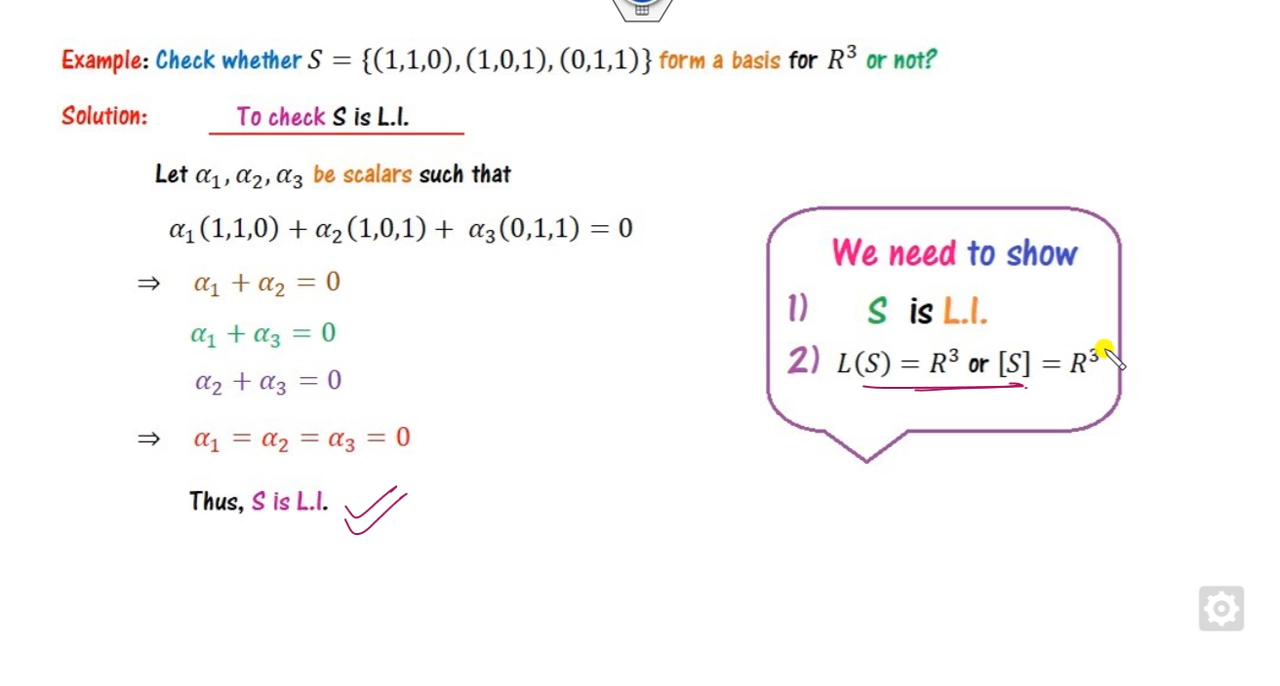 Example: Check whether S = {(1,1,0), (1,0,1), (0,1,1)} form a basis for R³ or not?
Solution: To check S is L.I.
Let α₁, α₂, α₃ be scalars such that
α₁(1,1,0) + α₂(1,0,1) + α₃(0,1,1) = 0
⇒ α₁ + α₂ = 0
α₁ + α₃ = 0
α₂ + α₃ = 0
⇒ α₁ = α₂ = α₃ = 0
Thus, S is L.I.
We need to show
1) S is L.I.
2) L(S) = R³ or [S] = R³